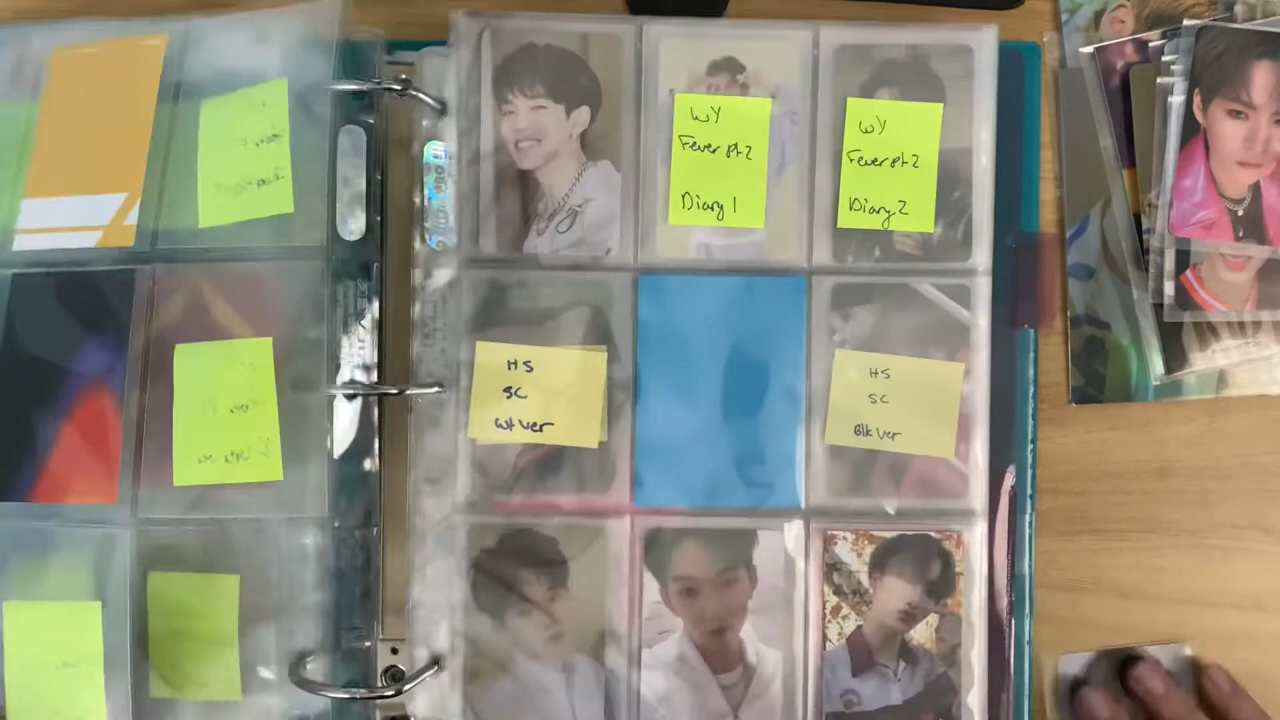 WY
Fever pt 2
Diary 1
WY
Fever pt 2
Diary 2
HS
SC
Wt ver
HS
SC
Blk ver